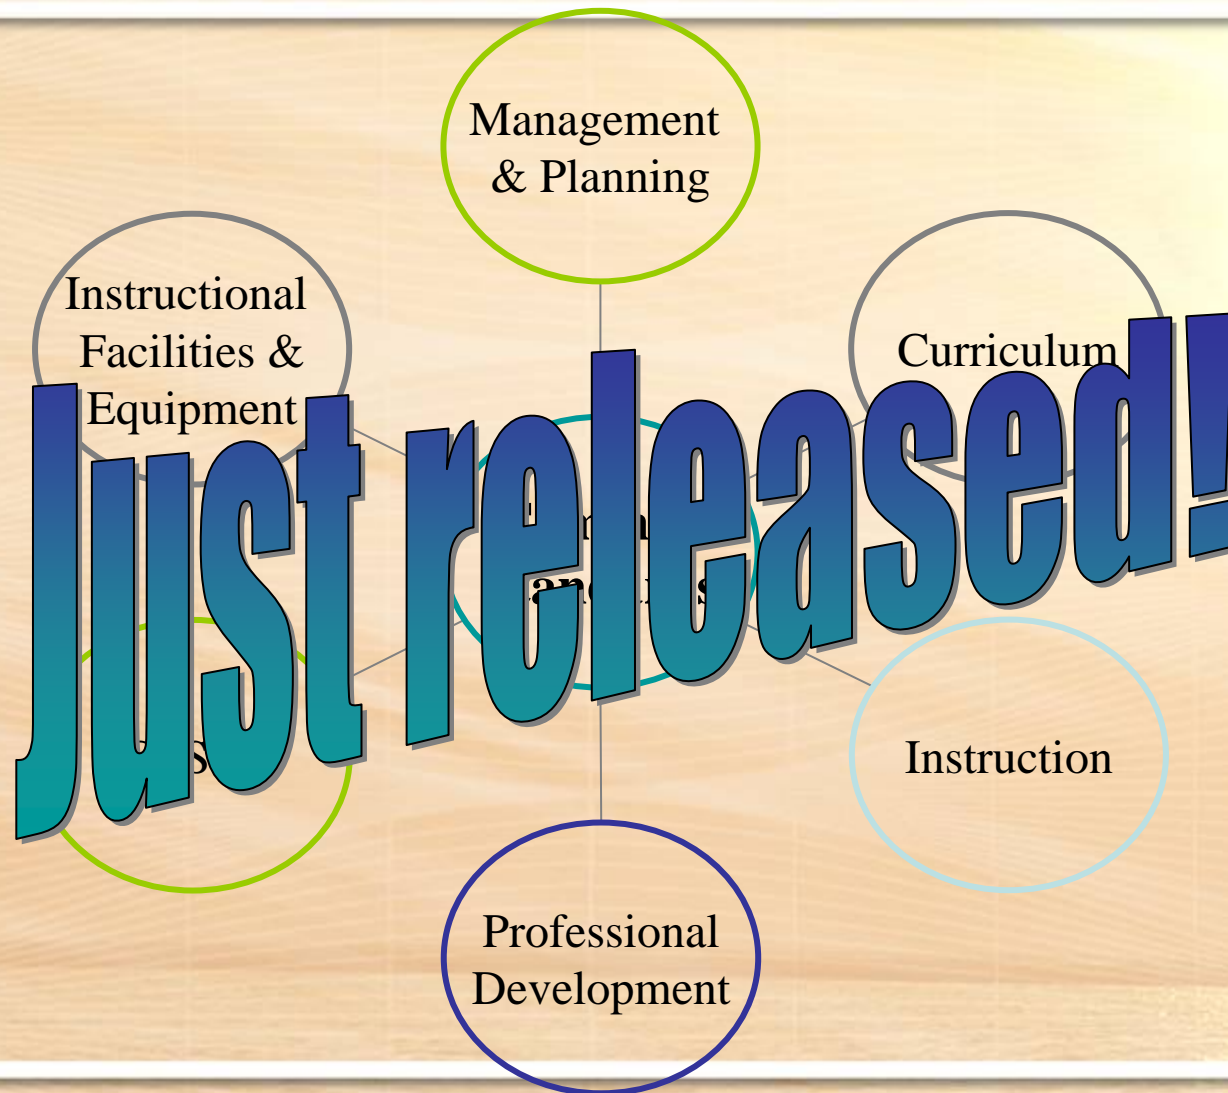 Management
& Planning
Instructional
Facilities &
Equipment
Curriculum
Just released!
Instruction
Professional
Development